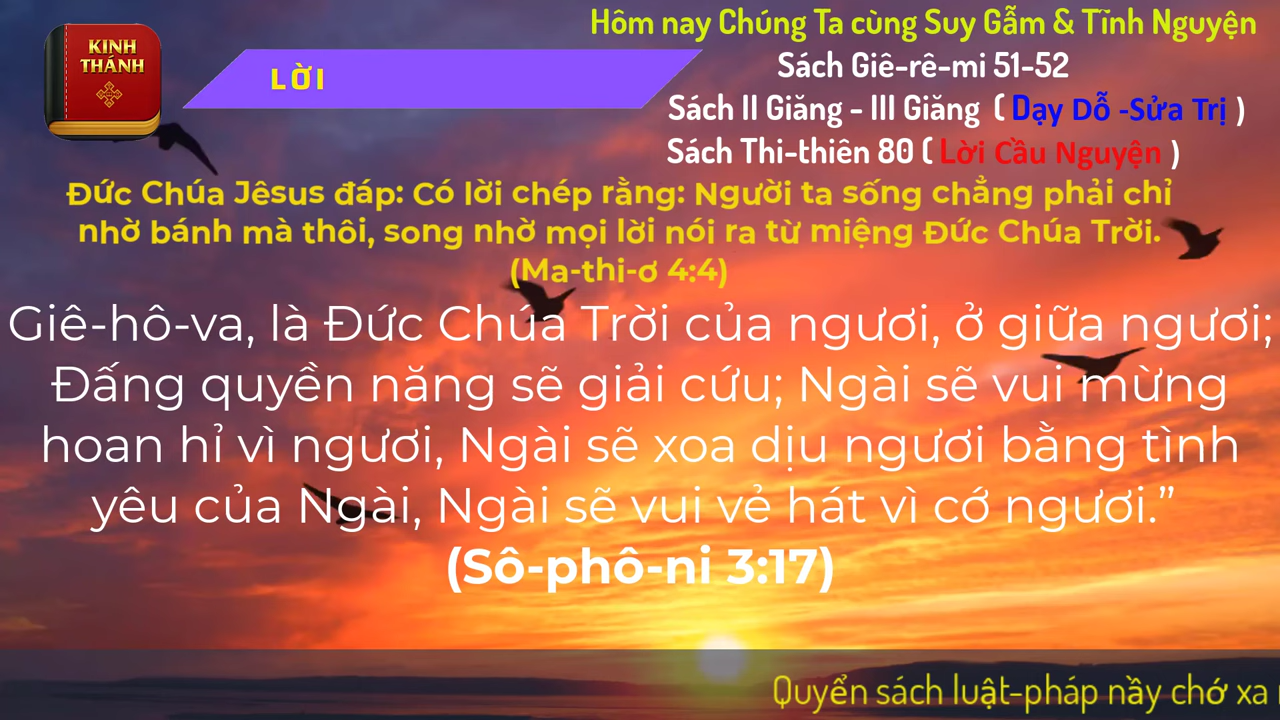 KINH
THÁNH
LỜI
Hôm nay Chúng Ta cùng Suy Gẫm & Tĩnh Nguyện
Sách Giê-rê-mi 51-52
Sách II Giăng - III Giăng ( Dạy Dỗ -Sửa Trị )
Sách Thi-thiên 80 ( Lời Cầu Nguyện )
Đức Chúa Jêsus đáp: Có lời chép rằng: Người ta sống chẳng phải chỉ
nhờ bánh mà thôi, song nhờ mọi lời nói ra từ miệng Đức Chúa Trời.
(Ma-thi-ơ 4:4)
Giê-hô-va, là Đức Chúa Trời của ngươi, ở giữa ngươi;
Đấng quyền năng sẽ giải cứu; Ngài sẽ vui mừng
hoan hỉ vì ngươi, Ngài sẽ xoa dịu ngươi bằng tình
yêu của Ngài, Ngài sẽ vui vẻ hát vì cớ ngươi.”
(Sô-phô-ni 3:17)
Quyển sách luật-pháp nầy chớ xa